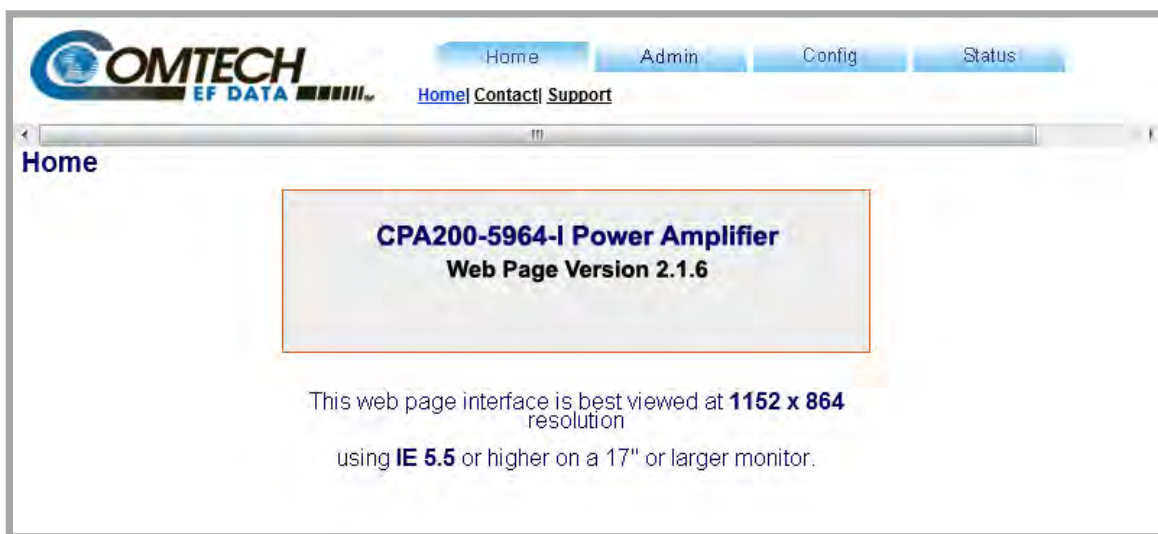 COMTECH
EF DATA
Home Admin Config Status
Home| Contact| Support
Home
CPA200-5964-I Power Amplifier
Web Page Version 2.1.6
This web page interface is best viewed at 1152 x 864
resolution
using IE 5.5 or higher on a 17" or larger monitor.